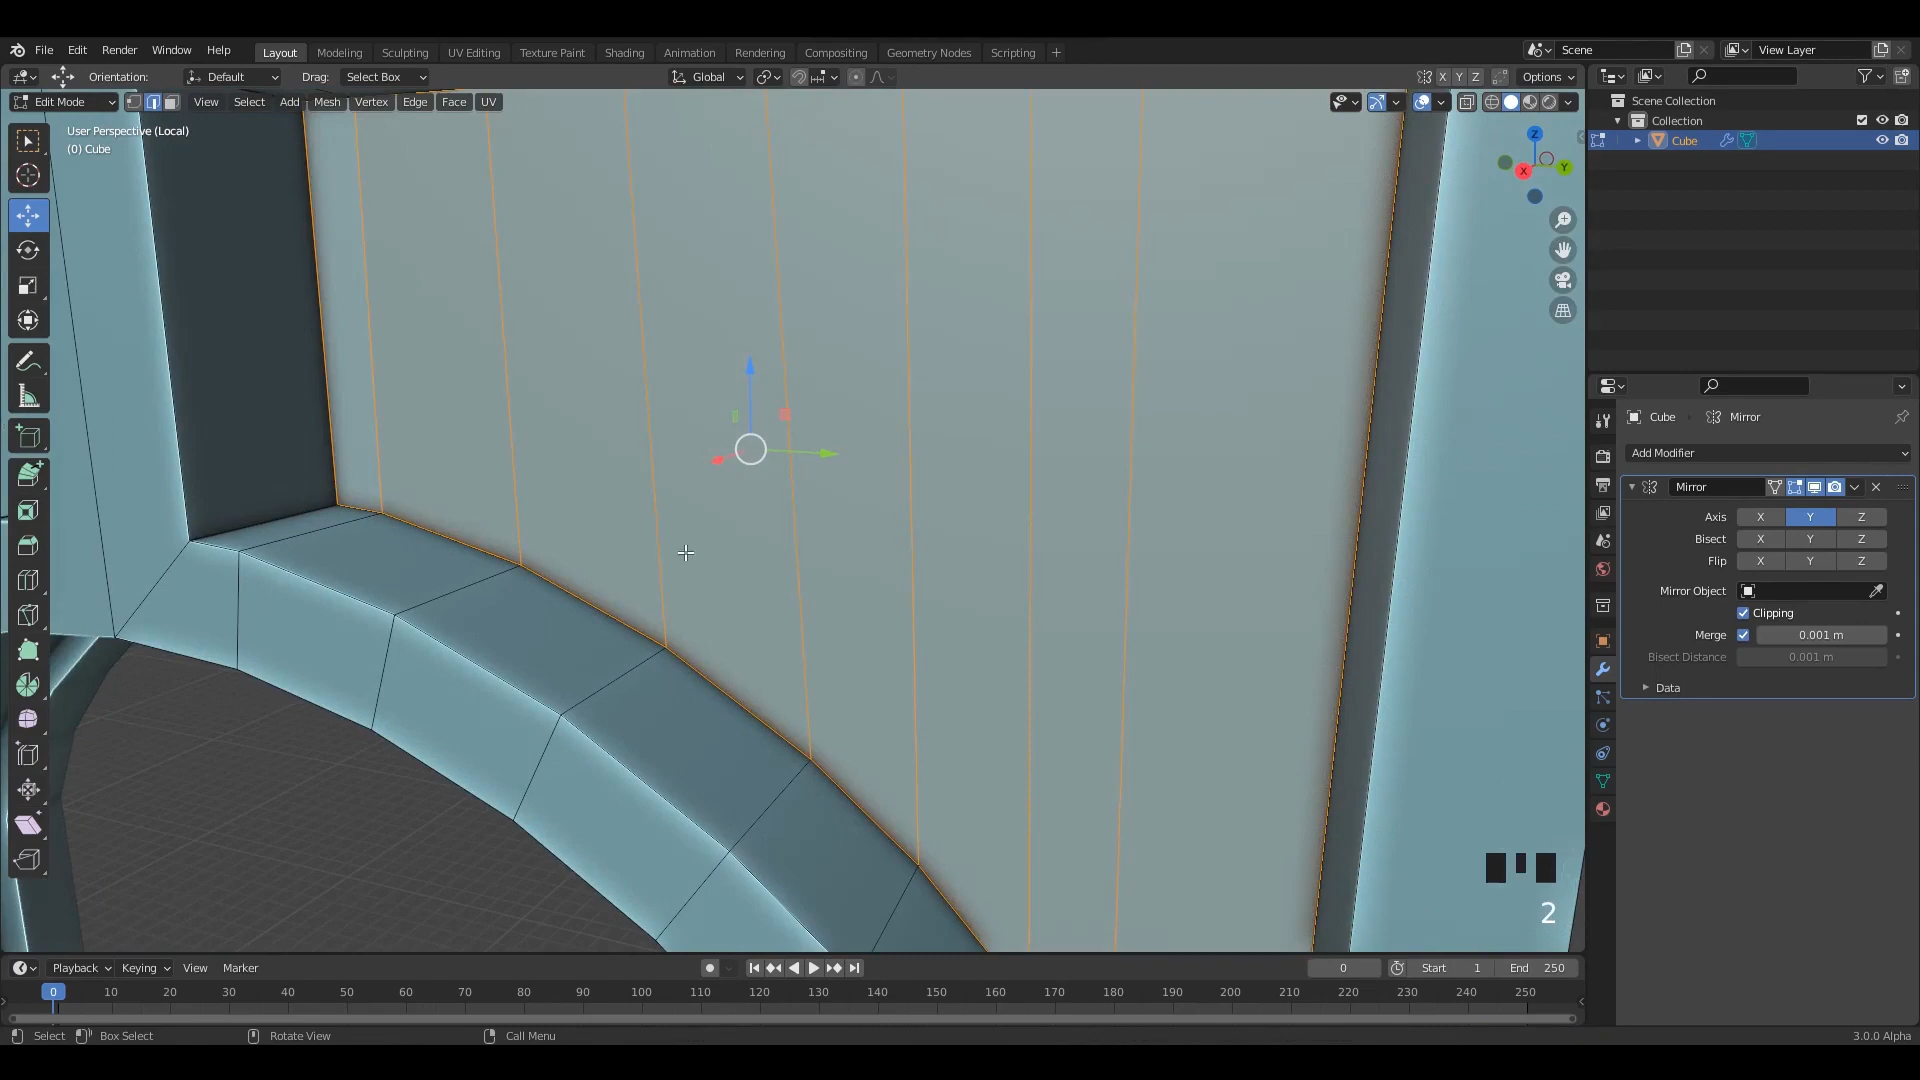 File Edit Render Window Help Layout Modeling Sculpting UV Editing Texture Paint Shading Animation Rendering Compositing Geometry Nodes Scripting + Scene View Layer
Orientation: Default Drag: Select Box Global X Y Z Options
Edit Mode View Select Add Mesh Vertex Edge Face UV
User Perspective (Local)
(0) Cube
Z
Y
X
Scene Collection
Collection
Cube
Cube Mirror
Add Modifier
Mirror
Axis X Y Z
Bisect X Y Z
Flip X Y Z
Mirror Object
Clipping
Merge 0.001 m
Bisect Distance 0.001 m
Data
2
Playback Keying View Marker 0 Start 1 End 250
0 10 20 30 40 50 60 70 80 90 100 110 120 130 140 150 160 170 180 190 200 210 220 230 240 250
Select Box Select Rotate View Call Menu 3.0.0 Alpha